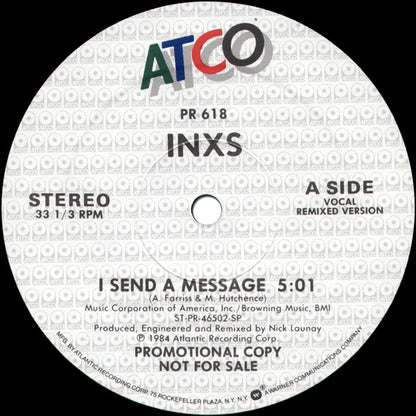 ATCO
PR 618
INXS
STEREO
33 1/3 RPM
A SIDE
VOCAL
REMIXED VERSION
I SEND A MESSAGE 5:01
(A. Farriss & M. Hutchence)
Music Corporation of America, Inc./Browning Music, BMI
ST-PR-46502-SP
Produced, Engineered and Remixed by Nick Launay
℗ 1984 Atlantic Recording Corp.
PROMOTIONAL COPY
NOT FOR SALE
MFG. BY ATLANTIC RECORDING CORP. 75 ROCKEFELLER PLAZA, N.Y., N.Y. A WARNER COMMUNICATIONS CO.